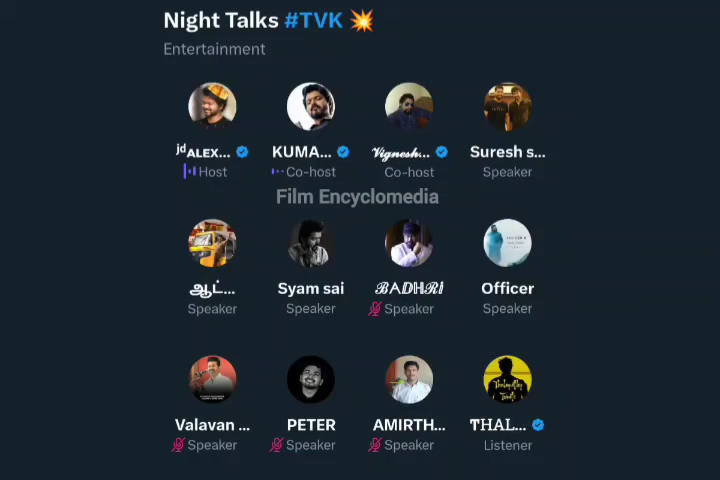 Night Talks #TVK 💥
Entertainment
ʲᵈALEX... KUMA... 𝓥𝓲𝓰𝓷𝓮𝓼𝓱... Suresh s...
Host Co-host Co-host Speaker
Film Encyclomedia
ஆட்... Syam sai ℬAⅅℍℛⅈ Officer
Speaker Speaker Speaker Speaker
Valavan ... PETER AMIRTH... 𝚃HAL...
Speaker Speaker Speaker Listener